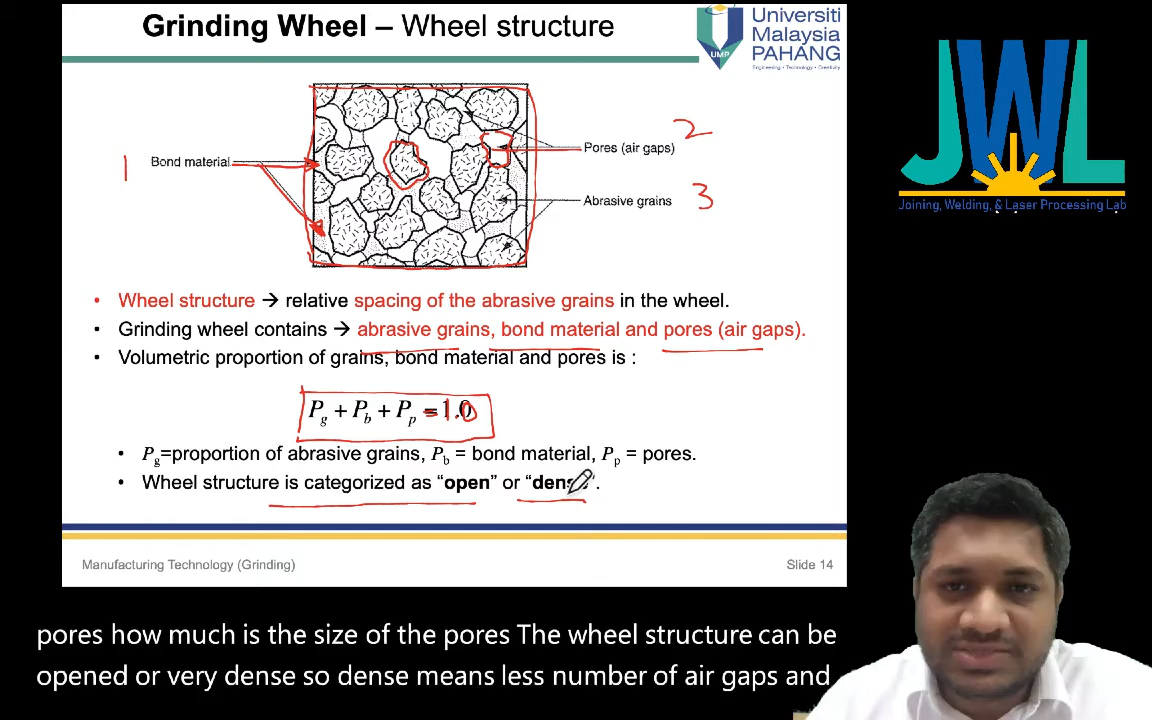 Grinding Wheel – Wheel structure
Universiti
Malaysia
PAHANG
Engineering • Technology • Creativity
UMP
JWL
Joining, Welding, & Laser Processing Lab
1
Bond material
2
Pores (air gaps)
3
Abrasive grains
• Wheel structure → relative spacing of the abrasive grains in the wheel.
• Grinding wheel contains → abrasive grains, bond material and pores (air gaps).
• Volumetric proportion of grains, bond material and pores is :
Pg + Pb + Pp = 1.0
• Pg=proportion of abrasive grains, Pb = bond material, Pp = pores.
• Wheel structure is categorized as “open” or “dens”.
Manufacturing Technology (Grinding)
Slide 14
pores how much is the size of the pores The wheel structure can be
opened or very dense so dense means less number of air gaps and